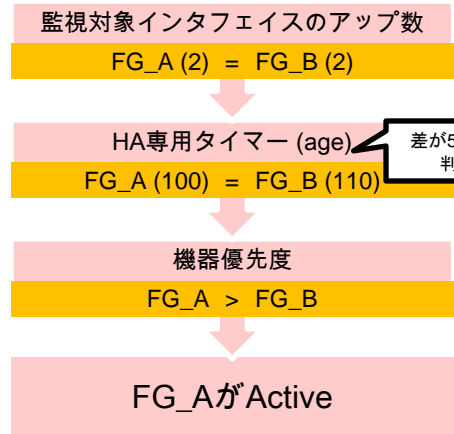 監視対象インタフェイスのアップ数
FG_A (2) = FG_B (2)
HA専用タイマー (age)
差が5
判
FG_A (100) = FG_B (110)
機器優先度
FG_A > FG_B
FG_AがActive